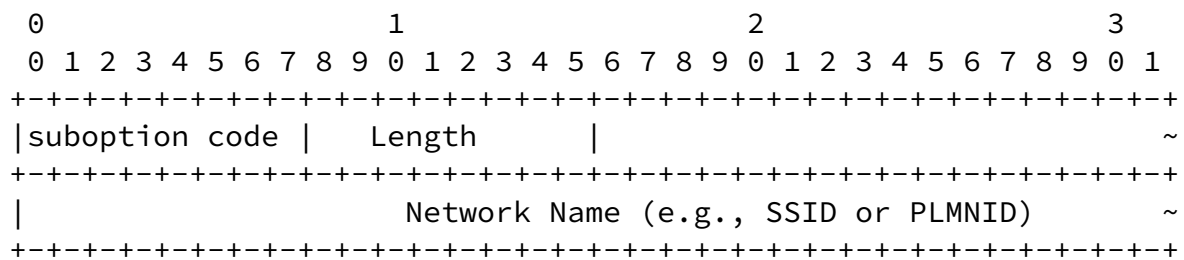 0                   1                   2                   3
 0 1 2 3 4 5 6 7 8 9 0 1 2 3 4 5 6 7 8 9 0 1 2 3 4 5 6 7 8 9 0 1
+-+-+-+-+-+-+-+-+-+-+-+-+-+-+-+-+-+-+-+-+-+-+-+-+-+-+-+-+-+-+-+-+
|suboption code |   Length      |                               ~
+-+-+-+-+-+-+-+-+-+-+-+-+-+-+-+-+-+-+-+-+-+-+-+-+-+-+-+-+-+-+-+-+
|                     Network Name (e.g., SSID or PLMNID)       ~
+-+-+-+-+-+-+-+-+-+-+-+-+-+-+-+-+-+-+-+-+-+-+-+-+-+-+-+-+-+-+-+-+